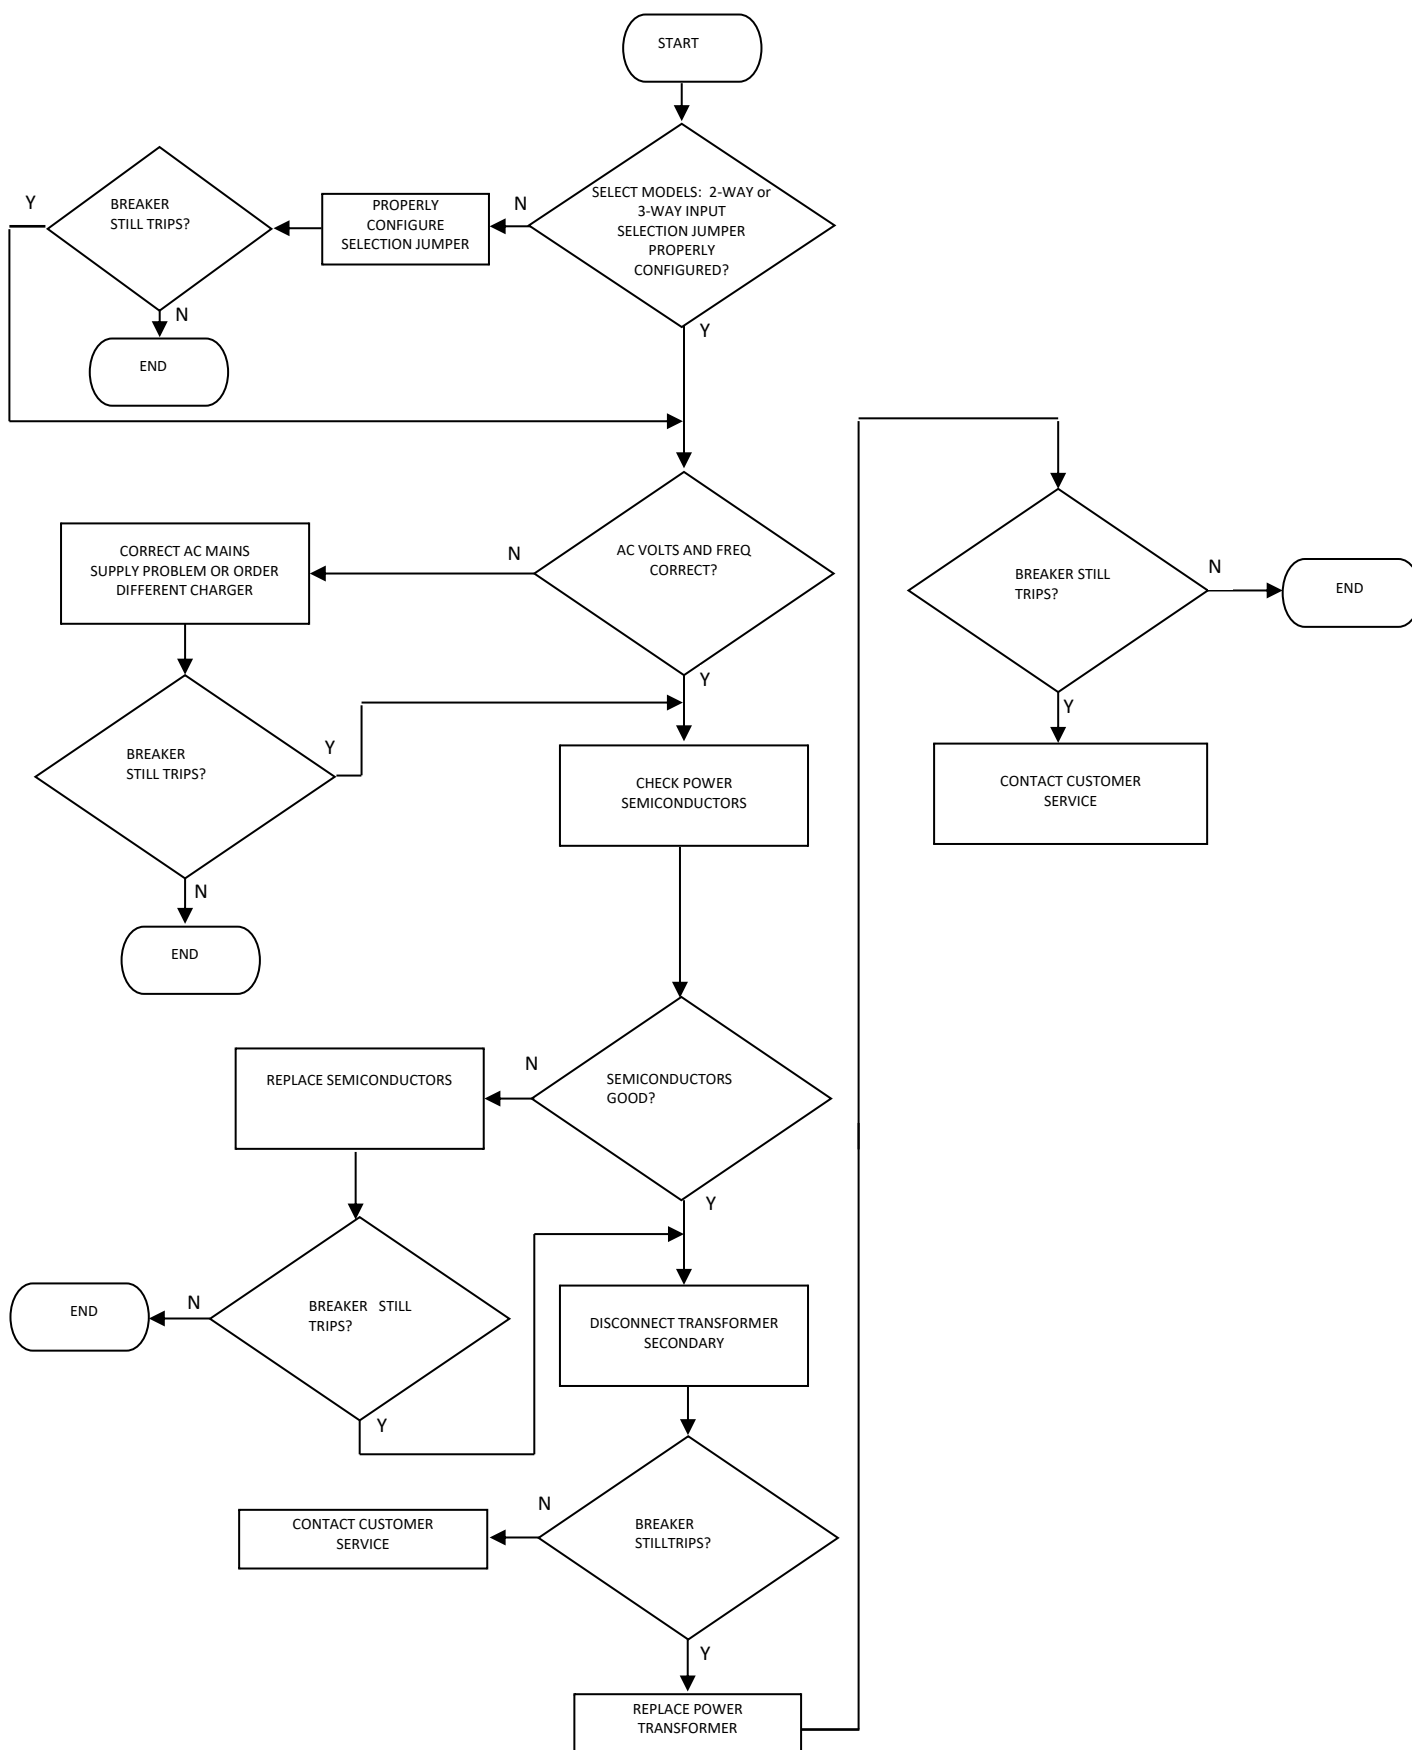 START
SELECT MODELS: 2-WAY or
3-WAY INPUT
SELECTION JUMPER
PROPERLY
CONFIGURED?
N
Y
PROPERLY
CONFIGURE
SELECTION JUMPER
BREAKER
STILL TRIPS?
Y
N
END
AC VOLTS AND FREQ
CORRECT?
N
Y
CORRECT AC MAINS
SUPPLY PROBLEM OR ORDER
DIFFERENT CHARGER
BREAKER
STILL TRIPS?
Y
N
END
CHECK POWER
SEMICONDUCTORS
SEMICONDUCTORS
GOOD?
N
Y
REPLACE SEMICONDUCTORS
BREAKER STILL
TRIPS?
N
Y
END
DISCONNECT TRANSFORMER
SECONDARY
BREAKER
STILLTRIPS?
N
Y
CONTACT CUSTOMER
SERVICE
REPLACE POWER
TRANSFORMER
BREAKER STILL
TRIPS?
N
Y
END
CONTACT CUSTOMER
SERVICE